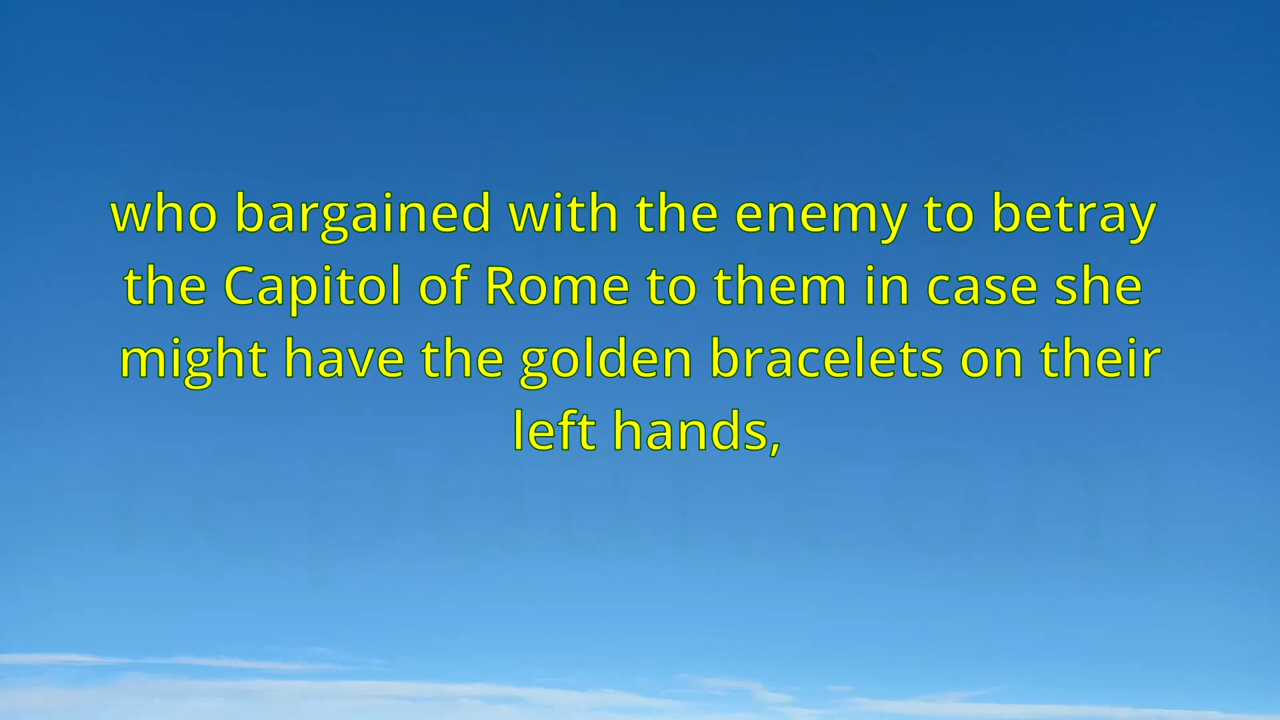 who bargained with the enemy to betray
the Capitol of Rome to them in case she
might have the golden bracelets on their
left hands,